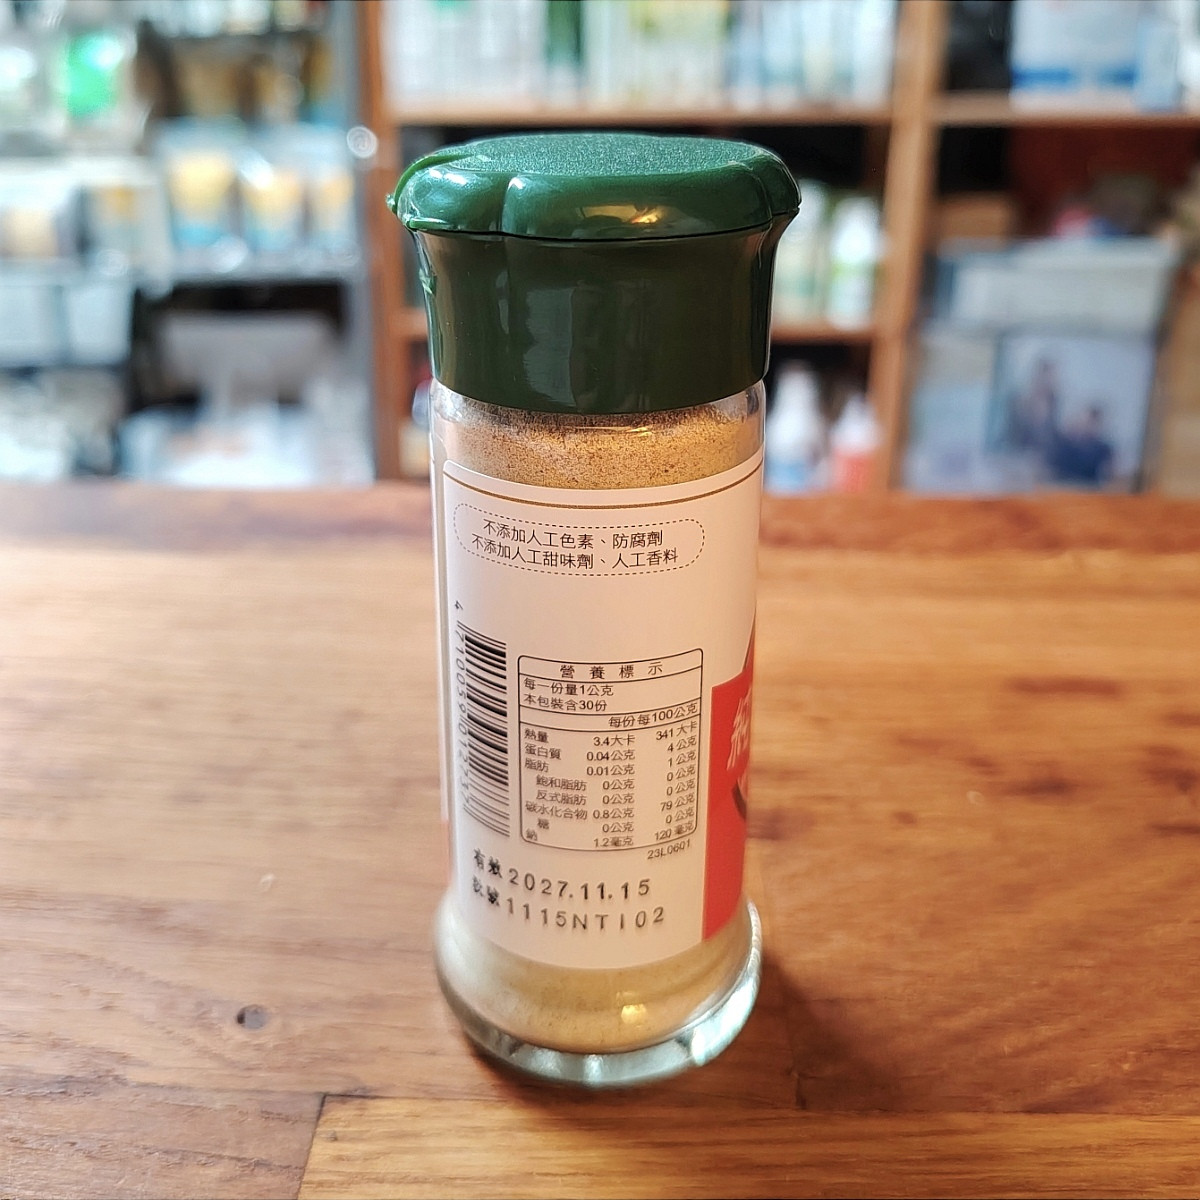 不添加人工色素、防腐劑
不添加人工甜味劑、人工香料
營養標示
每一份量1公克
本包裝含30份
每份 每100公克
熱量 3.4大卡 341大卡
蛋白質 0.04公克 4公克
脂肪 0.01公克 1公克
飽和脂肪 0公克 0公克
反式脂肪 0公克 0公克
碳水化合物 0.8公克 79公克
糖 0公克 0公克
鈉 1.2毫克 120毫克
23L0601
有效 2027.11.15
批號 1115NTI02